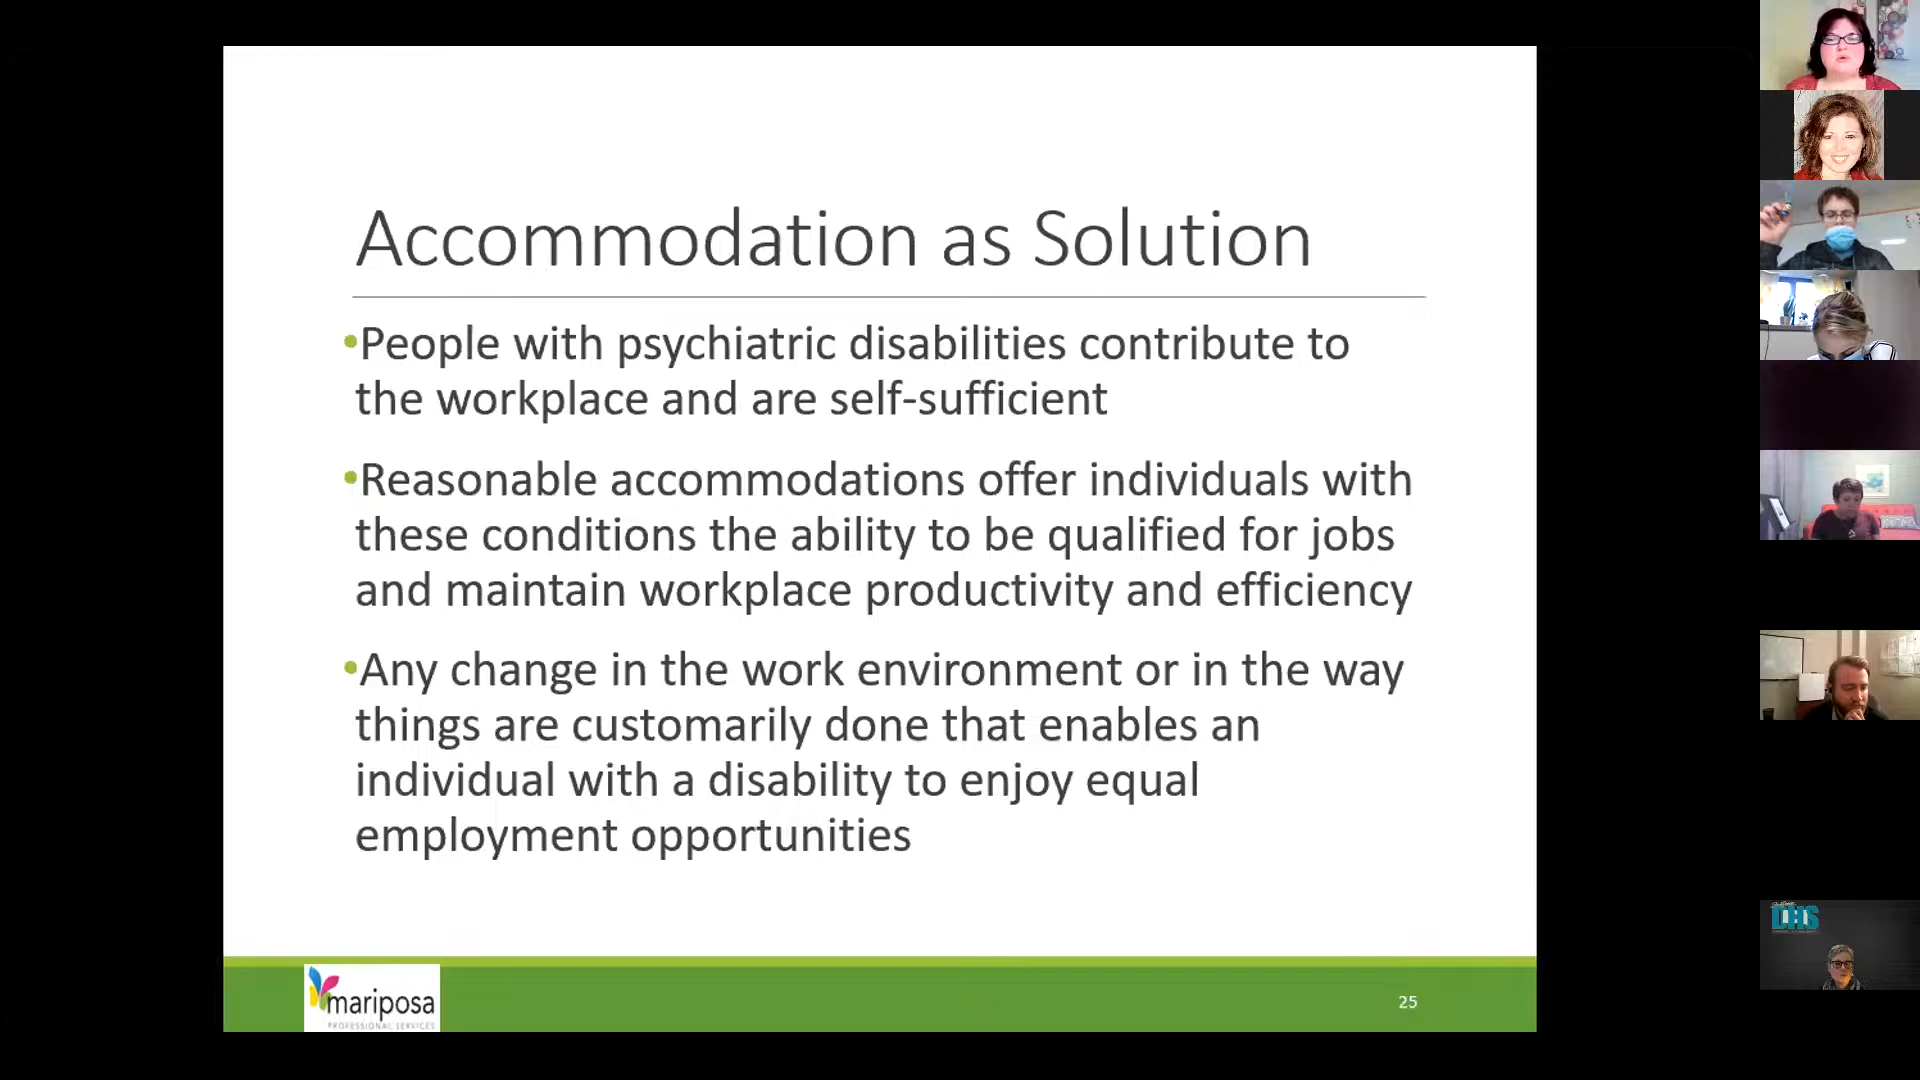 Accommodation as Solution
•People with psychiatric disabilities contribute to
the workplace and are self-sufficient
•Reasonable accommodations offer individuals with
these conditions the ability to be qualified for jobs
and maintain workplace productivity and efficiency
•Any change in the work environment or in the way
things are customarily done that enables an
individual with a disability to enjoy equal
employment opportunities
mariposa
PROFESSIONAL SERVICES
25
DHS